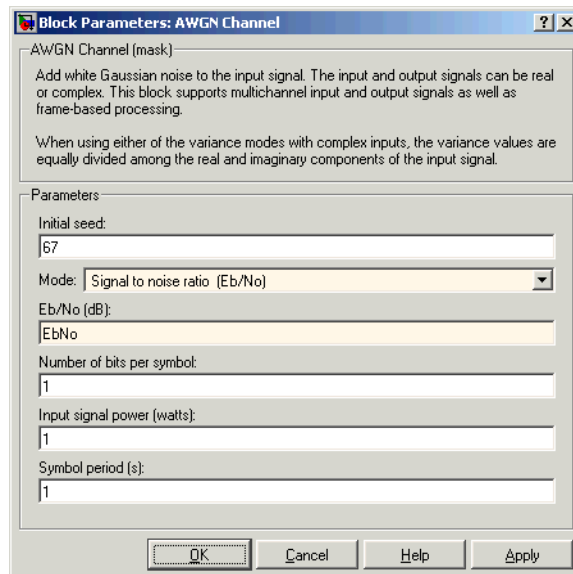 Block Parameters: AWGN Channel
AWGN Channel (mask)
Add white Gaussian noise to the input signal. The input and output signals can be real
or complex. This block supports multichannel input and output signals as well as
frame-based processing.
When using either of the variance modes with complex inputs, the variance values are
equally divided among the real and imaginary components of the input signal.
Parameters
Initial seed:
67
Mode: Signal to noise ratio (Eb/No)
Eb/No (dB):
EbNo
Number of bits per symbol:
1
Input signal power (watts):
1
Symbol period (s):
1
OK Cancel Help Apply